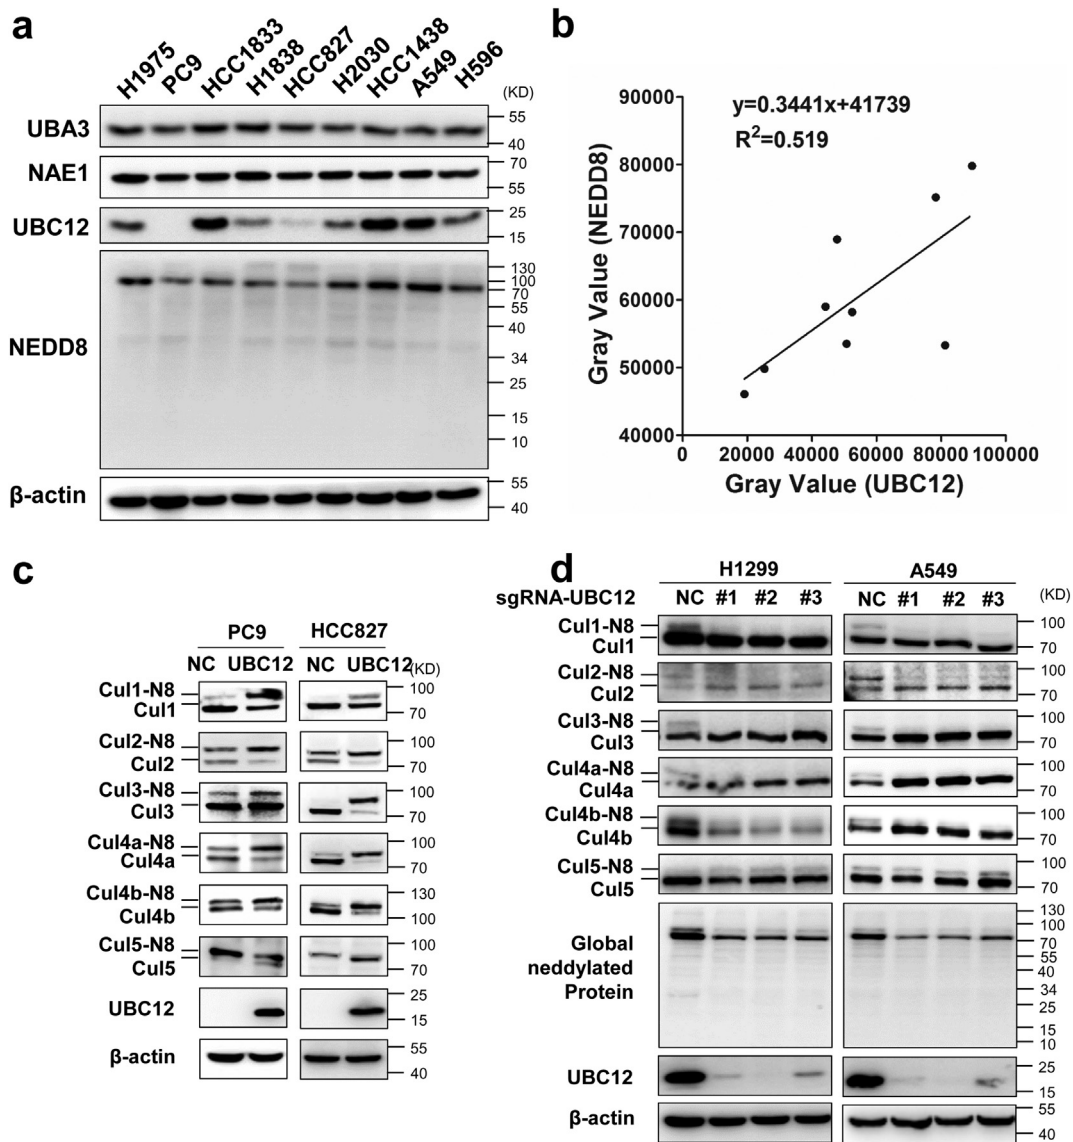 a
H1975 PC9 HCC1833 H1838 HCC827 H2030 HCC1438 A549 H596
(KD)
UBA3
55
40
NAE1
70
55
UBC12
25
15
NEDD8
130
100
70
55
40
34
25
15
10
β-actin
55
40
b
y=0.3441x+41739
R²=0.519
Gray Value (NEDD8)
90000
80000
70000
60000
50000
40000
0 20000 40000 60000 80000 100000
Gray Value (UBC12)
c
PC9 HCC827
NC UBC12 NC UBC12 (KD)
Cul1-N8
Cul1
100
70
Cul2-N8
Cul2
100
70
Cul3-N8
Cul3
100
70
Cul4a-N8
Cul4a
100
70
Cul4b-N8
Cul4b
130
100
Cul5-N8
Cul5
100
70
UBC12
25
15
β-actin
55
40
d
H1299 A549
sgRNA-UBC12 NC #1 #2 #3 NC #1 #2 #3 (KD)
Cul1-N8
Cul1
100
70
Cul2-N8
Cul2
100
70
Cul3-N8
Cul3
100
70
Cul4a-N8
Cul4a
100
70
Cul4b-N8
Cul4b
100
70
Cul5-N8
Cul5
100
70
Global
neddylated
Protein
130
100
70
55
40
34
25
15
10
UBC12
25
15
β-actin
55
40